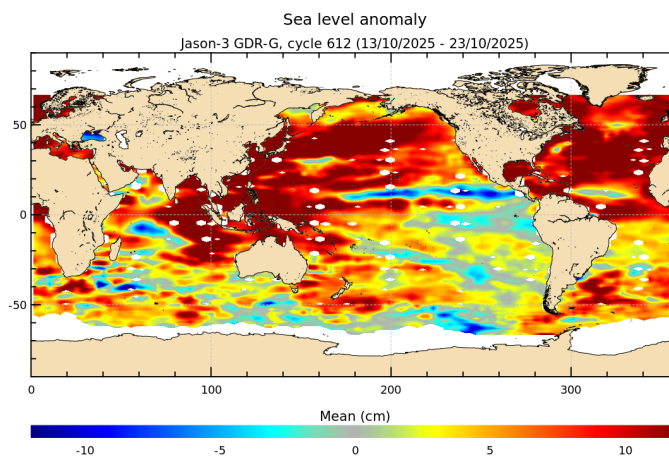 Sea level anomaly
Jason-3 GDR-G, cycle 612 (13/10/2025 - 23/10/2025)
50
0
-50
0 100 200 300
Mean (cm)
-10 -5 0 5 10